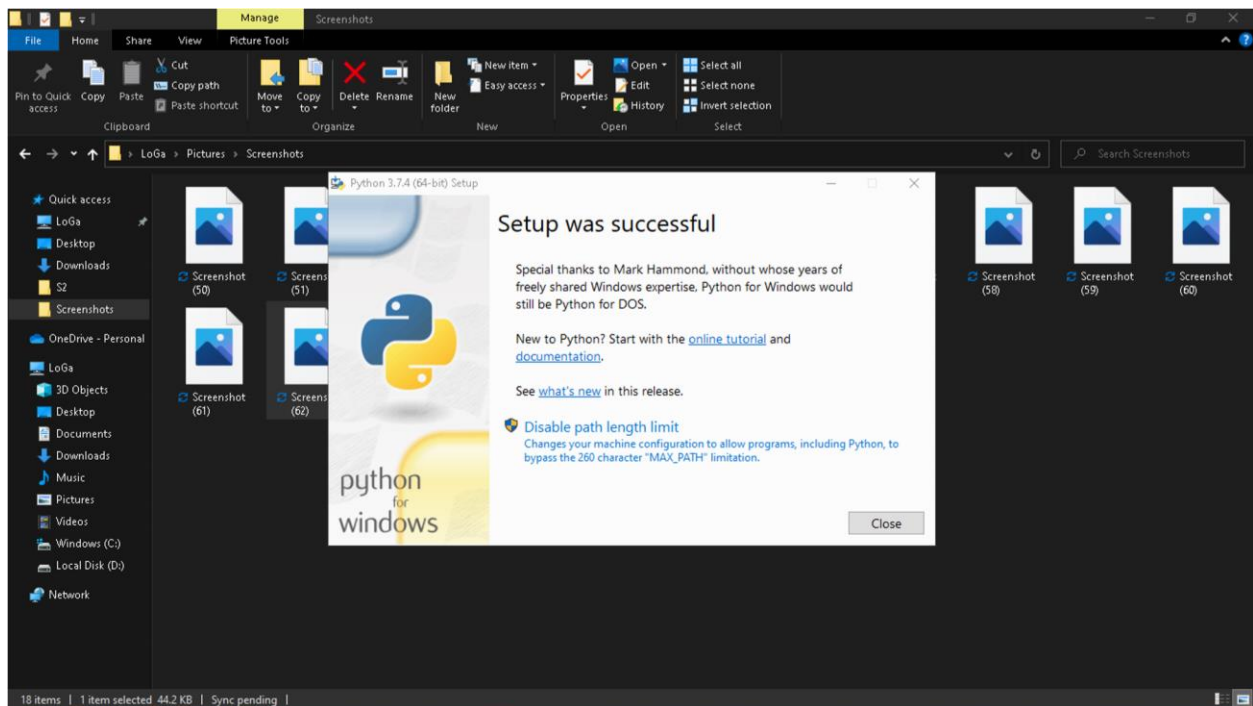 Manage
Screenshots
File Home Share View Picture Tools
Pin to Quick access
Copy
Paste
Cut
Copy path
Paste shortcut
Clipboard
Move to
Copy to
Delete
Rename
Organize
New folder
New item
Easy access
New
Properties
Open
Edit
History
Open
Select all
Select none
Invert selection
Select
LoGa > Pictures > Screenshots
Search Screenshots
Quick access
LoGa
Desktop
Downloads
S2
Screenshots
OneDrive - Personal
LoGa
3D Objects
Desktop
Documents
Downloads
Music
Pictures
Videos
Windows (C:)
Local Disk (D:)
Network
Screenshot
(50)
Screens
(51)
Screenshot
(58)
Screenshot
(59)
Screenshot
(60)
Screenshot
(61)
Screens
(62)
Python 3.7.4 (64-bit) Setup
Setup was successful
Special thanks to Mark Hammond, without whose years of
freely shared Windows expertise, Python for Windows would
still be Python for DOS.
New to Python? Start with the online tutorial and
documentation.
See what's new in this release.
Disable path length limit
Changes your machine configuration to allow programs, including Python, to
bypass the 260 character "MAX_PATH" limitation.
python
for
windows
Close
18 items | 1 item selected 44.2 KB | Sync pending |